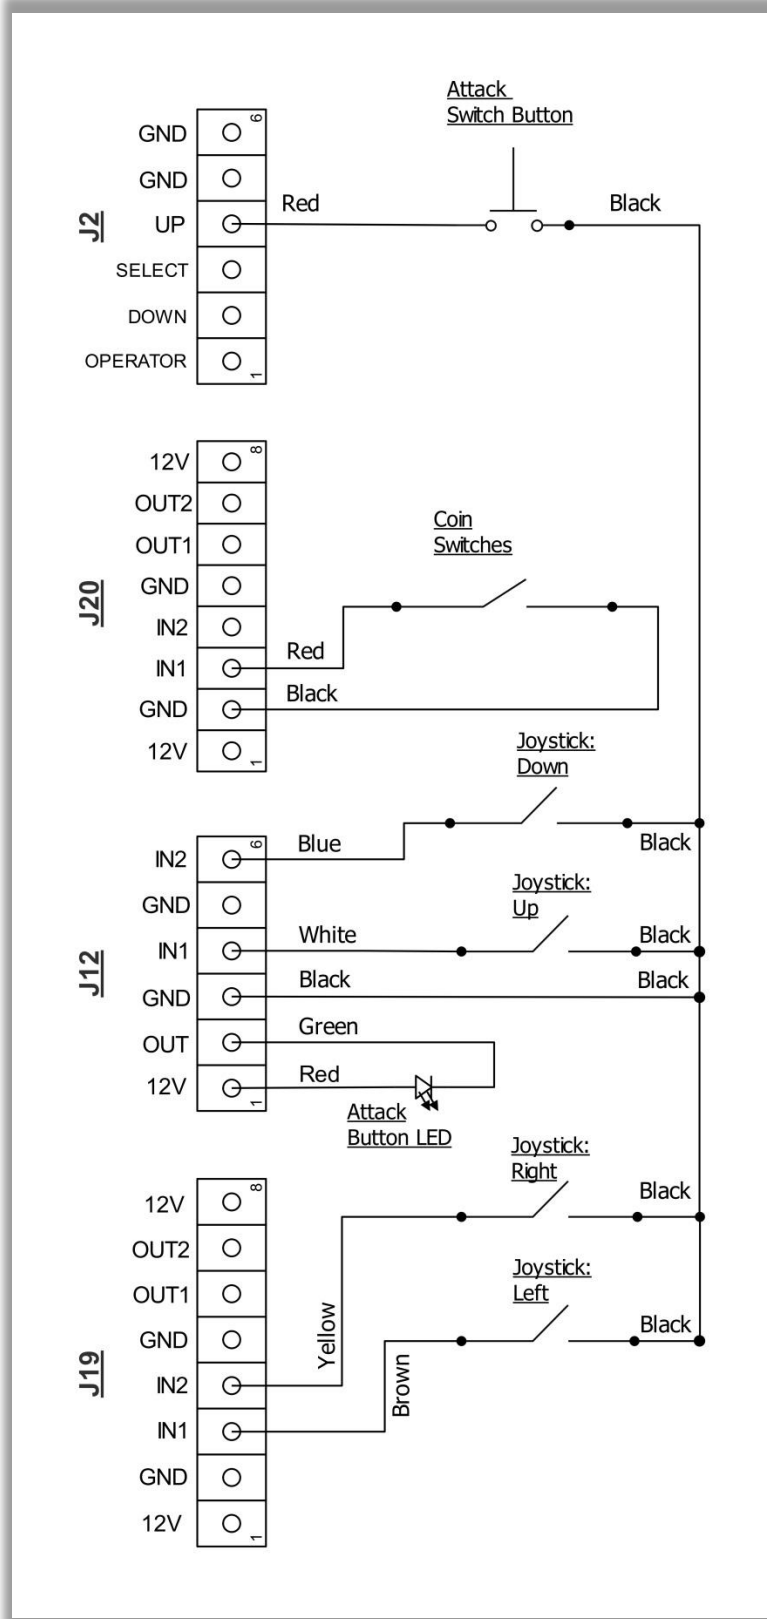 Attack
Switch Button
J2
6
GND
GND
UP
Red
Black
SELECT
DOWN
OPERATOR
1
J20
8
12V
OUT2
OUT1
GND
IN2
IN1
GND
12V
1
Coin
Switches
Red
Black
Joystick:
Down
J12
6
IN2
Blue
Black
GND
Joystick:
Up
IN1
White
Black
GND
Black
Black
OUT
Green
12V
Red
1
Attack
Button LED
Joystick:
Right
J19
8
12V
Black
OUT2
OUT1
Joystick:
Left
GND
Yellow
Black
IN2
IN1
Brown
GND
12V
1